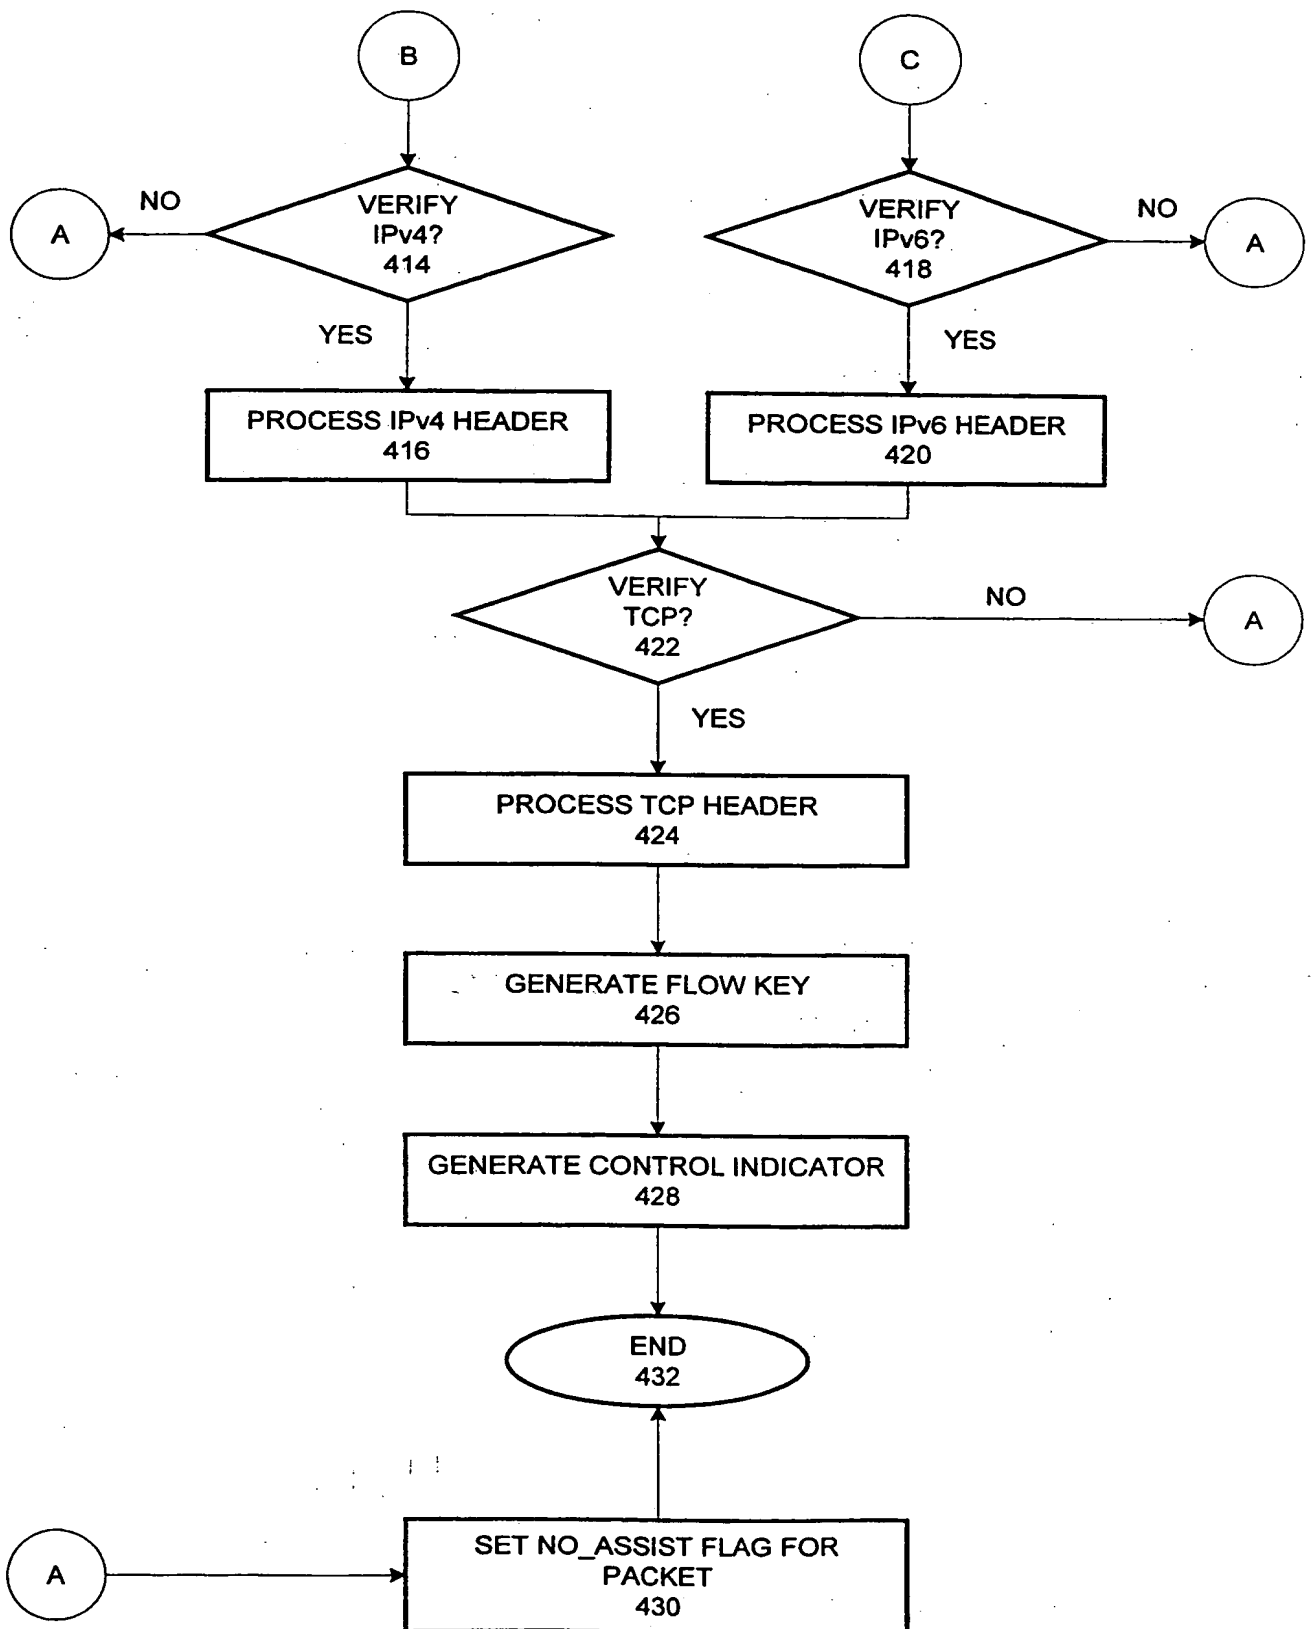 B
C
NO
VERIFY
IPv4?
414
A
VERIFY
IPv6?
418
NO
A
YES
YES
PROCESS IPv4 HEADER
416
PROCESS IPv6 HEADER
420
VERIFY
TCP?
422
NO
A
YES
PROCESS TCP HEADER
424
GENERATE FLOW KEY
426
GENERATE CONTROL INDICATOR
428
END
432
A
SET NO_ASSIST FLAG FOR
PACKET
430